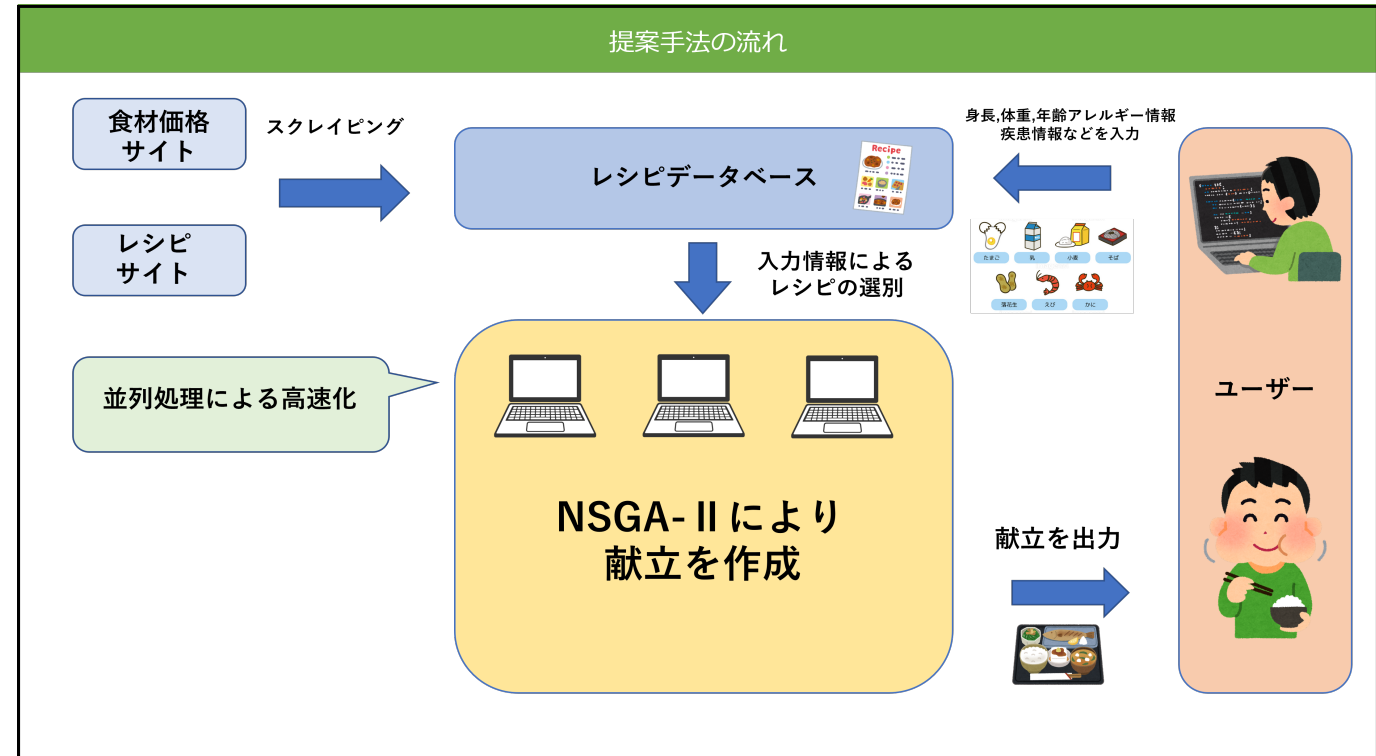 提案手法の流れ
食材価格
サイト
スクレイピング
レシピ
サイト
レシピデータベース
Recipe
身長,体重,年齢アレルギー情報
疾患情報などを入力
たまご
乳
小麦
そば
落花生
えび
かに
入力情報による
レシピの選別
並列処理による高速化
NSGA-Ⅱにより
献立を作成
献立を出力
ユーザー